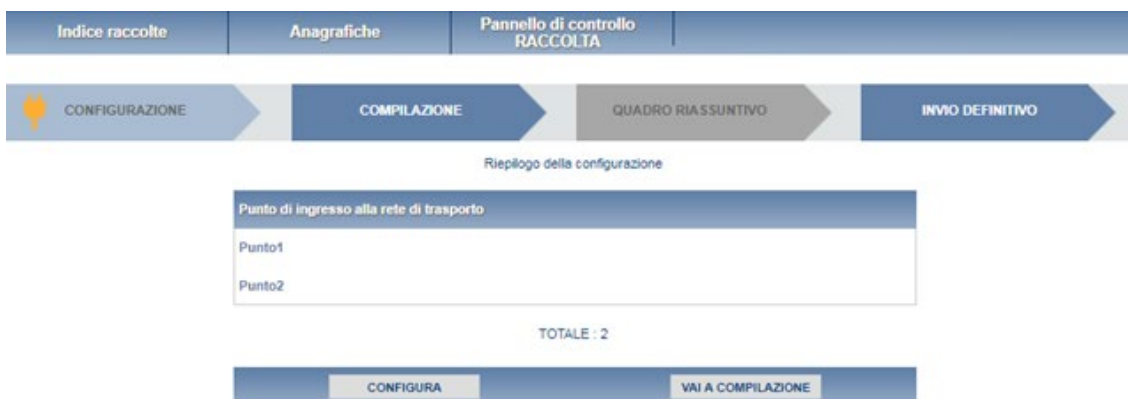 Indice raccolte
Anagrafiche
Pannello di controllo
RACCOLTA
CONFIGURAZIONE
COMPILAZIONE
QUADRO RIASSUNTIVO
INVIO DEFINITIVO
Riepilogo della configurazione
Punto di ingresso alla rete di trasporto
Punto1
Punto2
TOTALE : 2
CONFIGURA
VAI A COMPILAZIONE